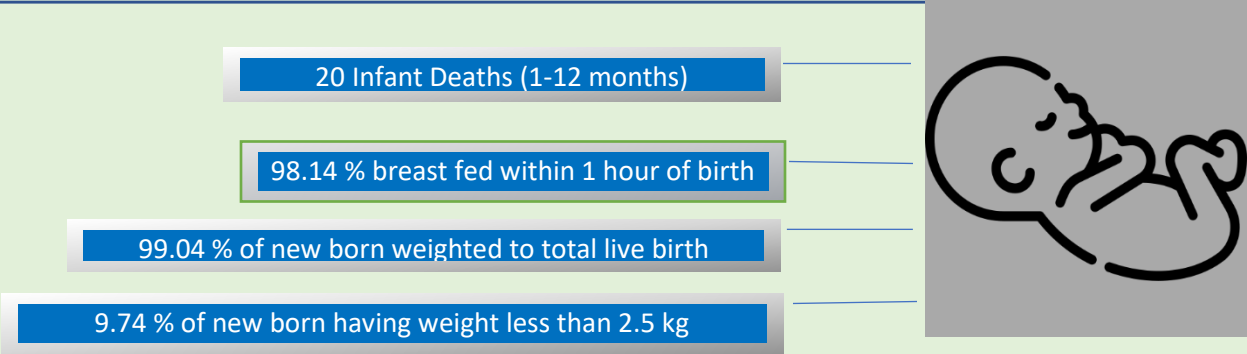 20 Infant Deaths (1-12 months)
98.14 % breast fed within 1 hour of birth
99.04 % of new born weighted to total live birth
9.74 % of new born having weight less than 2.5 kg